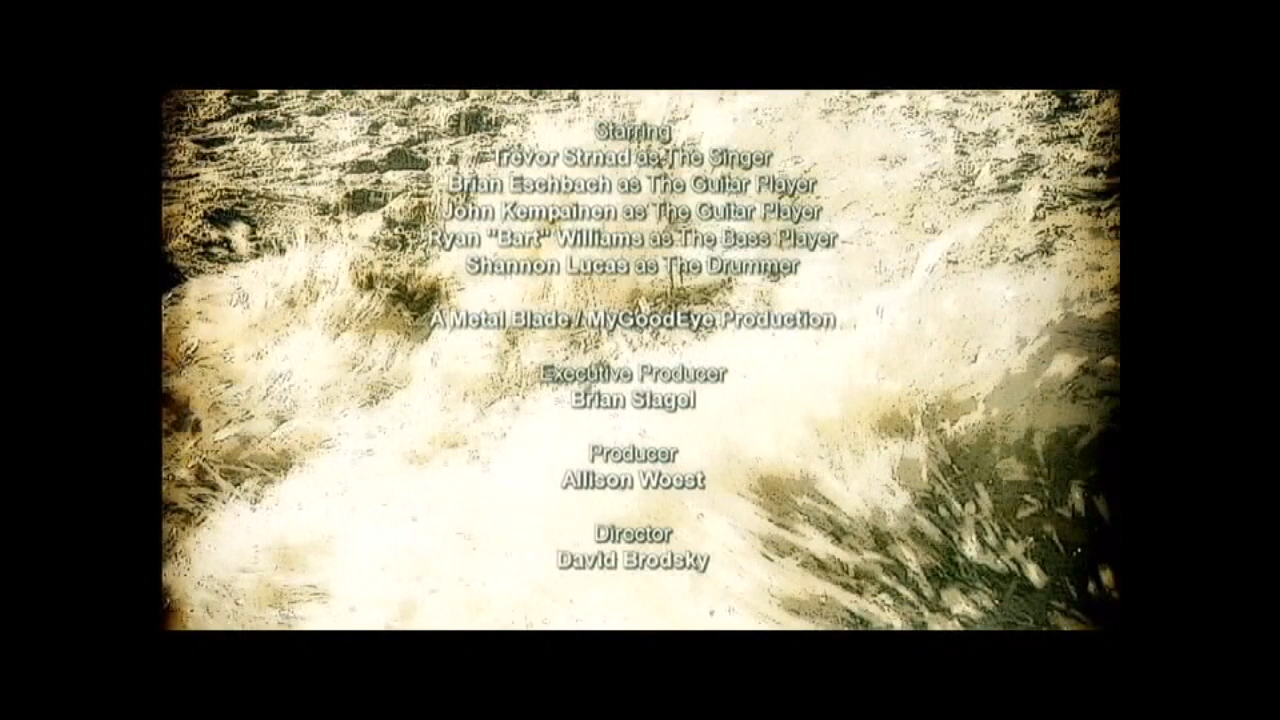 Starring
Trevor Strnad as The Singer
Brian Eschbach as The Guitar Player
John Kempainen as The Guitar Player
Ryan "Bart" Williams as The Bass Player
Shannon Lucas as The Drummer
A Metal Blade / MyGoodEye Production
Executive Producer
Brian Slagel
Producer
Allison Woest
Director
David Brodsky